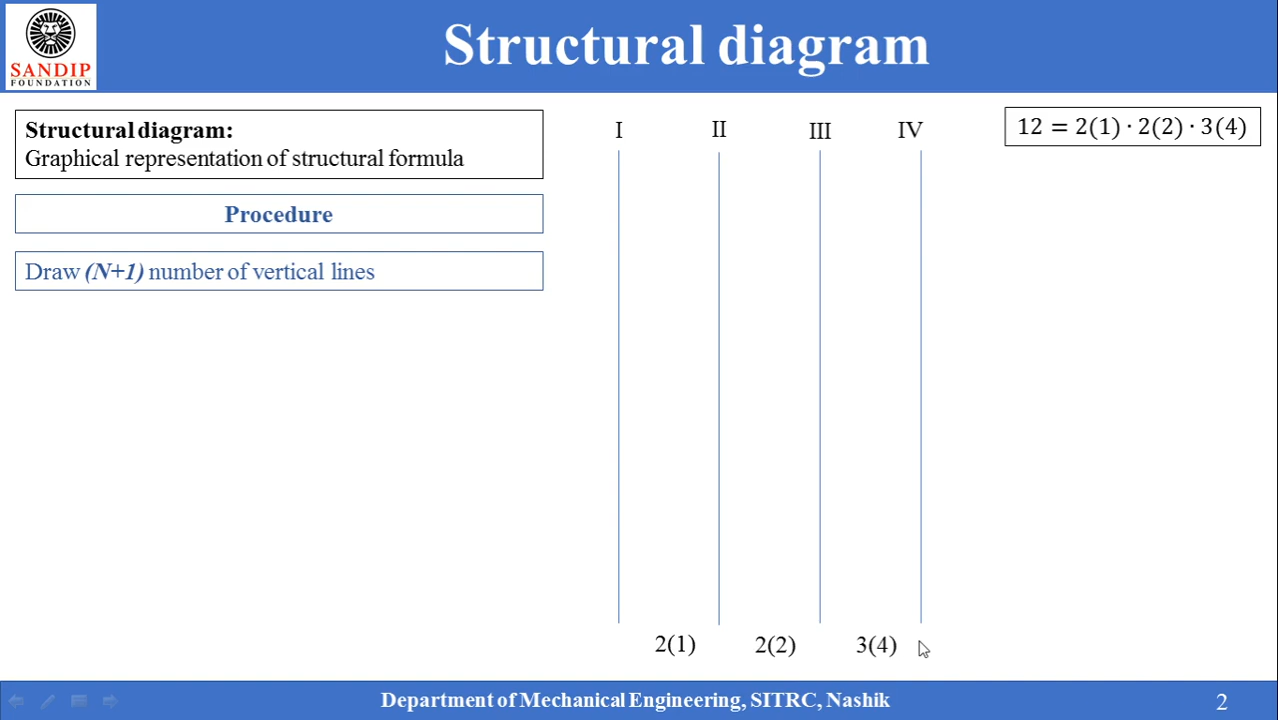 Structural diagram
SANDIP
FOUNDATION
Structural diagram:
Graphical representation of structural formula
Procedure
Draw (N+1) number of vertical lines
I II III IV
12 = 2(1) · 2(2) · 3(4)
2(1) 2(2) 3(4)
Department of Mechanical Engineering, SITRC, Nashik
2